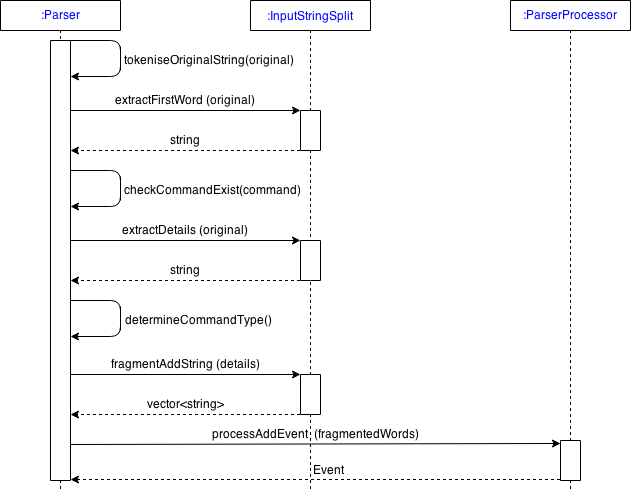 :Parser
:InputStringSplit
:ParserProcessor
tokeniseOriginalString(original)
extractFirstWord (original)
string
checkCommandExist(command)
extractDetails (original)
string
determineCommandType()
fragmentAddString (details)
vector<string>
processAddEvent (fragmentedWords)
Event